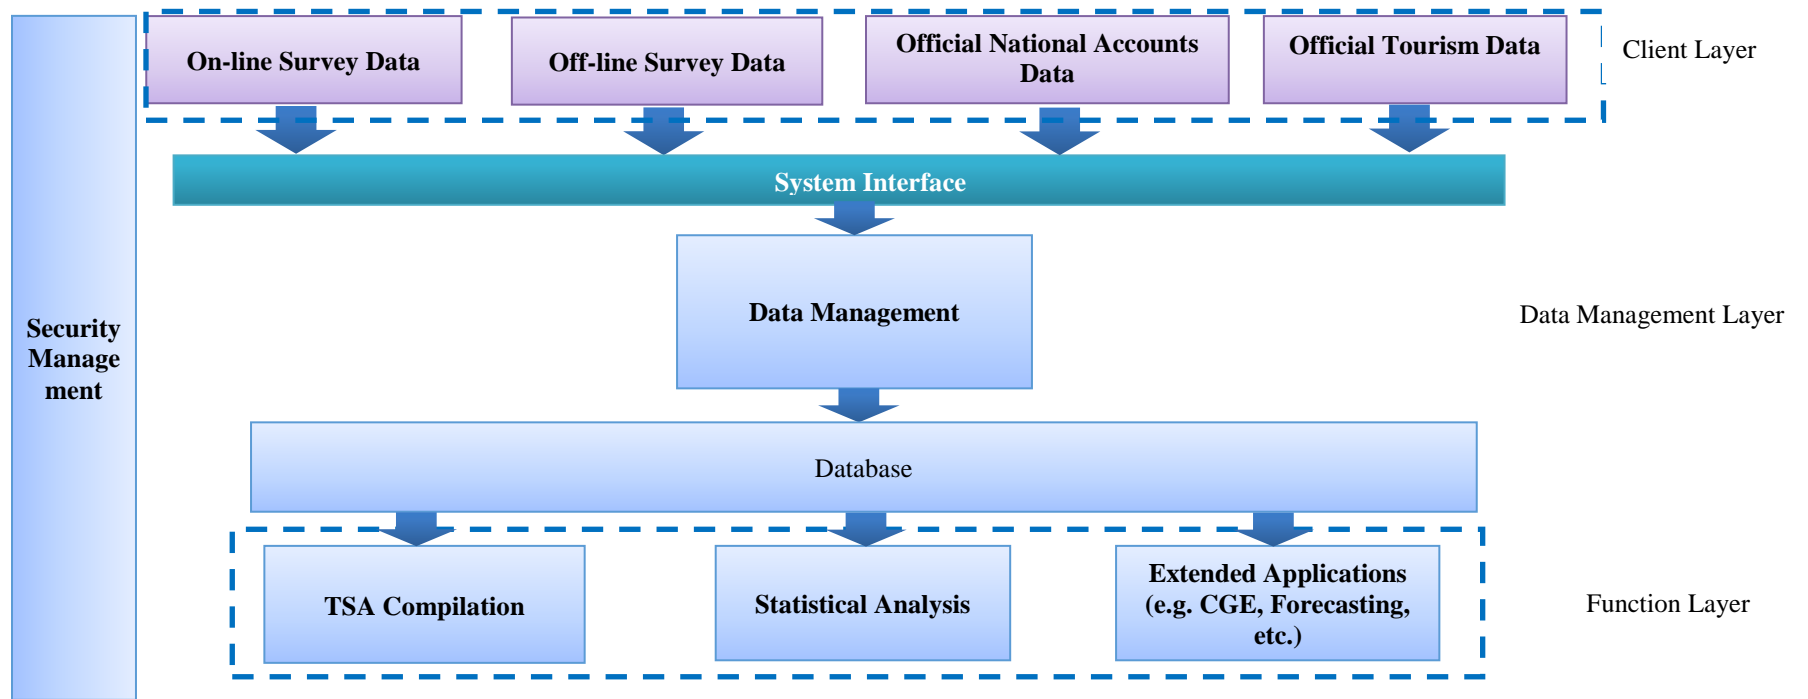 On-line Survey Data
Off-line Survey Data
Official National Accounts
Data
Official Tourism Data
Client Layer
System Interface
Security
Manage
ment
Data Management
Data Management Layer
Database
TSA Compilation
Statistical Analysis
Extended Applications
(e.g. CGE, Forecasting,
etc.)
Function Layer